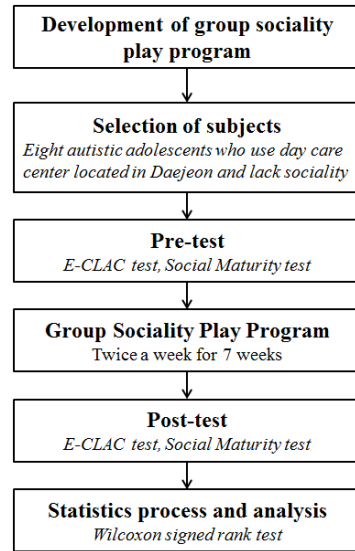 Development of group sociality
play program
Selection of subjects
Eight autistic adolescents who use day care
center located in Daejeon and lack sociality
Pre-test
E-CLAC test, Social Maturity test
Group Sociality Play Program
Twice a week for 7 weeks
Post-test
E-CLAC test, Social Maturity test
Statistics process and analysis
Wilcoxon signed rank test